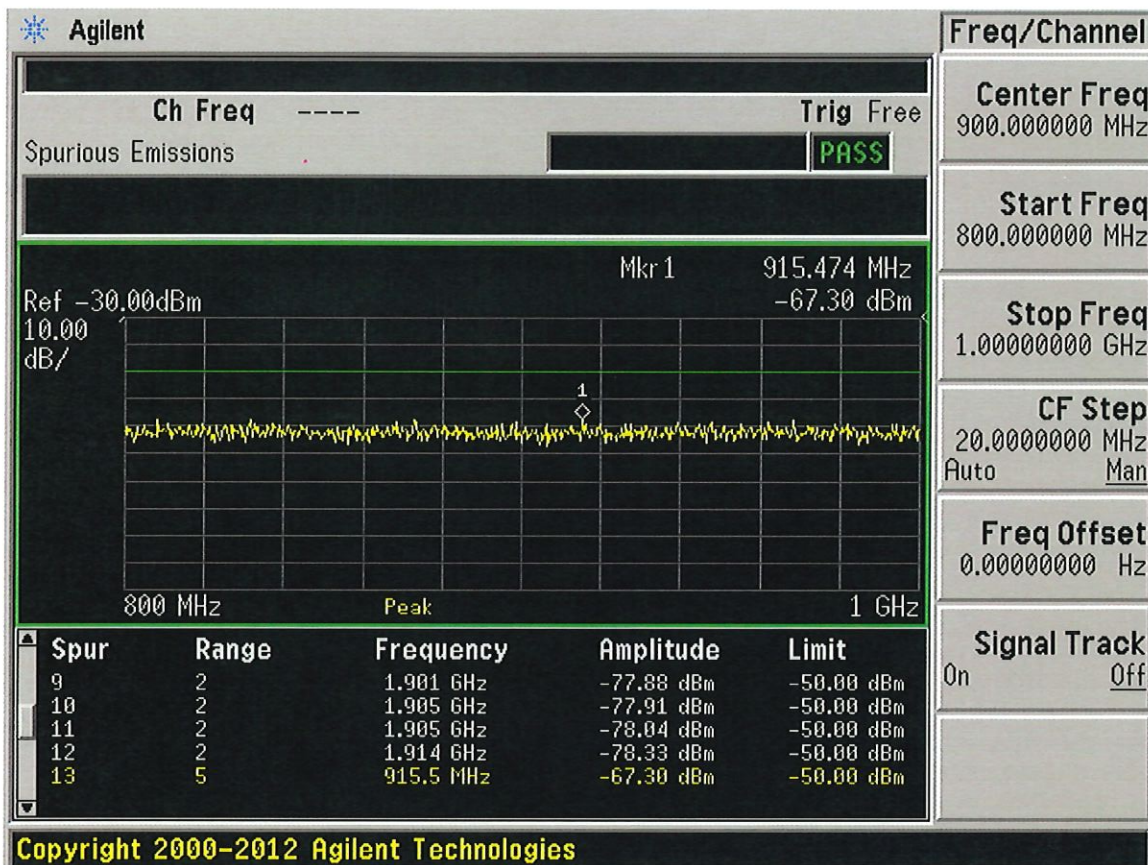 Agilent
Freq/Channel
Ch Freq ----
Trig Free
Spurious Emissions
PASS
Center Freq
900.000000 MHz
Start Freq
800.000000 MHz
Stop Freq
1.00000000 GHz
CF Step
20.0000000 MHz
Auto Man
Freq Offset
0.00000000 Hz
Signal Track
On Off
Mkr1 915.474 MHz
-67.30 dBm
Ref -30.00dBm
10.00
dB/
1
800 MHz Peak 1 GHz
Spur Range Frequency Amplitude Limit
9 2 1.901 GHz -77.88 dBm -50.00 dBm
10 2 1.905 GHz -77.91 dBm -50.00 dBm
11 2 1.905 GHz -78.04 dBm -50.00 dBm
12 2 1.914 GHz -78.33 dBm -50.00 dBm
13 5 915.5 MHz -67.30 dBm -50.00 dBm
Copyright 2000-2012 Agilent Technologies